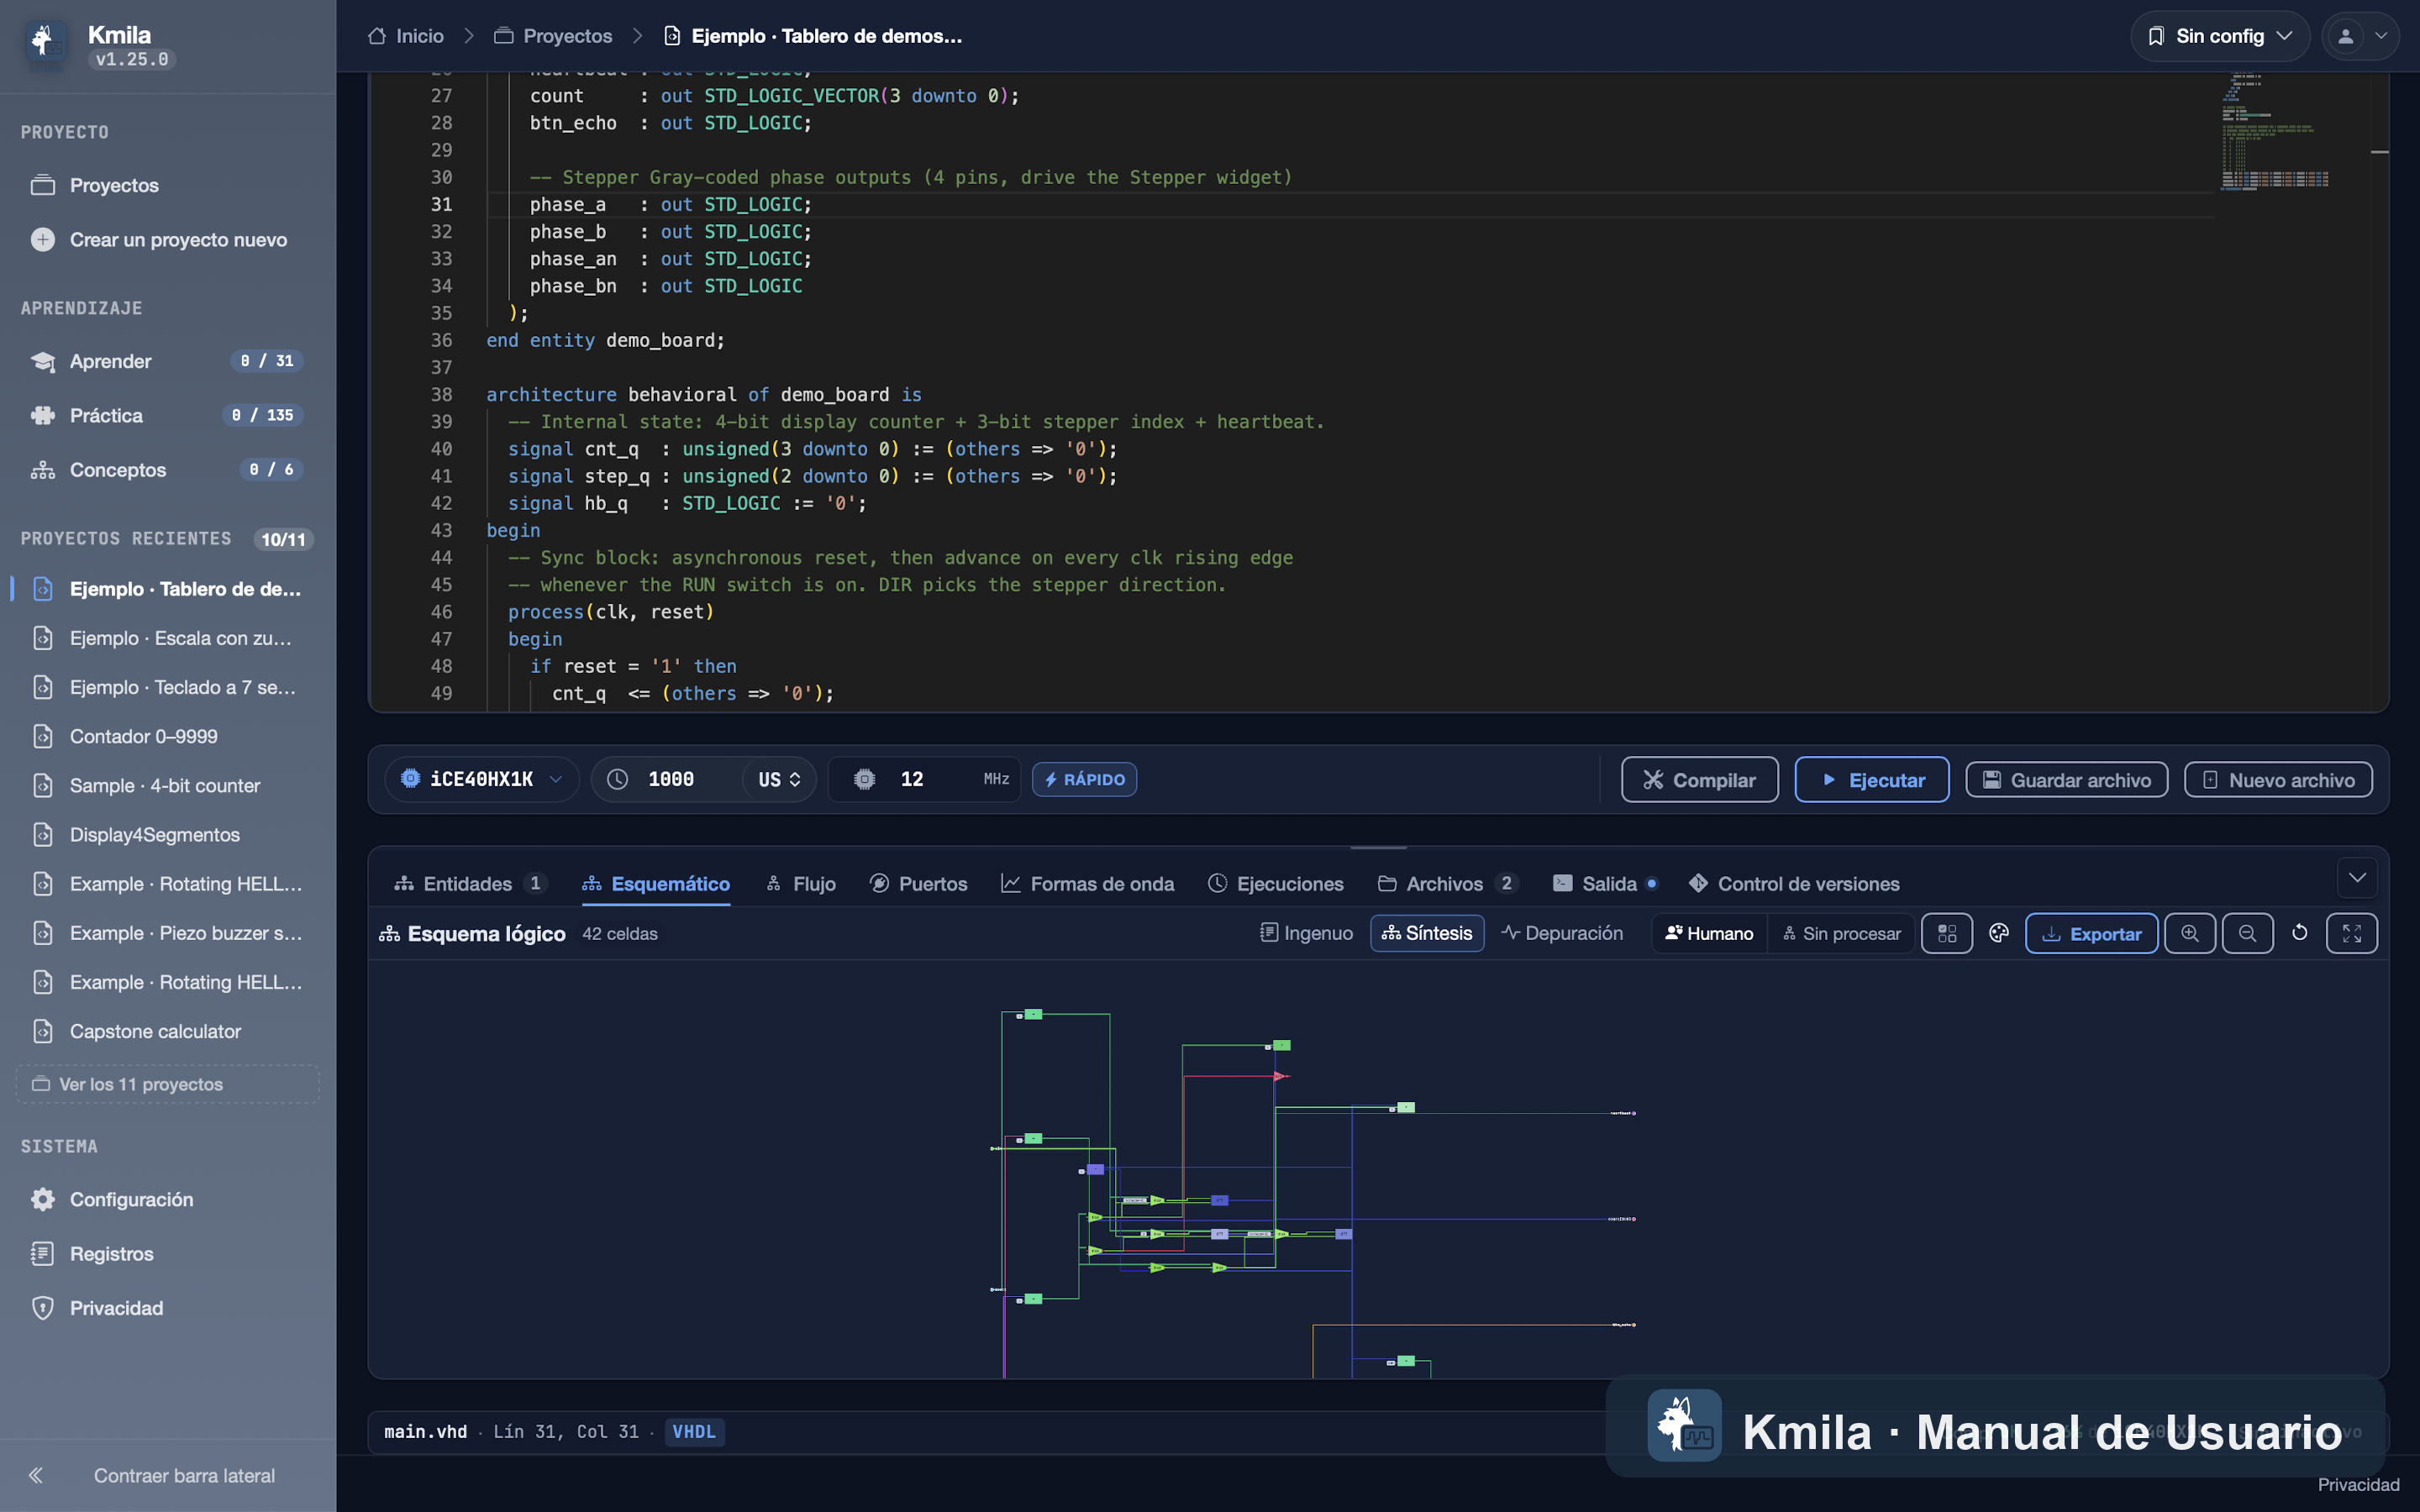 Kmila
v1.25.0
PROYECTO
Proyectos
Crear un proyecto nuevo
APRENDIZAJE
Aprender 0 / 31
Práctica 0 / 135
Conceptos 0 / 6
PROYECTOS RECIENTES 10/11
Ejemplo · Tablero de de...
Ejemplo · Escala con zu...
Ejemplo · Teclado a 7 se...
Contador 0–9999
Sample · 4-bit counter
Display4Segmentos
Example · Rotating HELL...
Example · Piezo buzzer s...
Example · Rotating HELL...
Capstone calculator
Ver los 11 proyectos
SISTEMA
Configuración
Registros
Privacidad
Contraer barra lateral
Inicio Proyectos Ejemplo · Tablero de demos...
Sin config
27 count : out STD_LOGIC_VECTOR(3 downto 0);
28 btn_echo : out STD_LOGIC;
29
30 -- Stepper Gray-coded phase outputs (4 pins, drive the Stepper widget)
31 phase_a : out STD_LOGIC;
32 phase_b : out STD_LOGIC;
33 phase_an : out STD_LOGIC;
34 phase_bn : out STD_LOGIC
35 );
36 end entity demo_board;
37
38 architecture behavioral of demo_board is
39 -- Internal state: 4-bit display counter + 3-bit stepper index + heartbeat.
40 signal cnt_q : unsigned(3 downto 0) := (others => '0');
41 signal step_q : unsigned(2 downto 0) := (others => '0');
42 signal hb_q : STD_LOGIC := '0';
43 begin
44 -- Sync block: asynchronous reset, then advance on every clk rising edge
45 -- whenever the RUN switch is on. DIR picks the stepper direction.
46 process(clk, reset)
47 begin
48 if reset = '1' then
49 cnt_q <= (others => '0');
iCE40HX1K 1000 US 12 MHz RÁPIDO Compilar Ejecutar Guardar archivo Nuevo archivo
Entidades 1 Esquemático Flujo Puertos Formas de onda Ejecuciones Archivos 2 Salida Control de versiones
Esquema lógico 42 celdas Ingenuo Síntesis Depuración Humano Sin procesar Exportar
main.vhd · Lín 31, Col 31 · VHDL
Kmila · Manual de Usuario
Privacidad